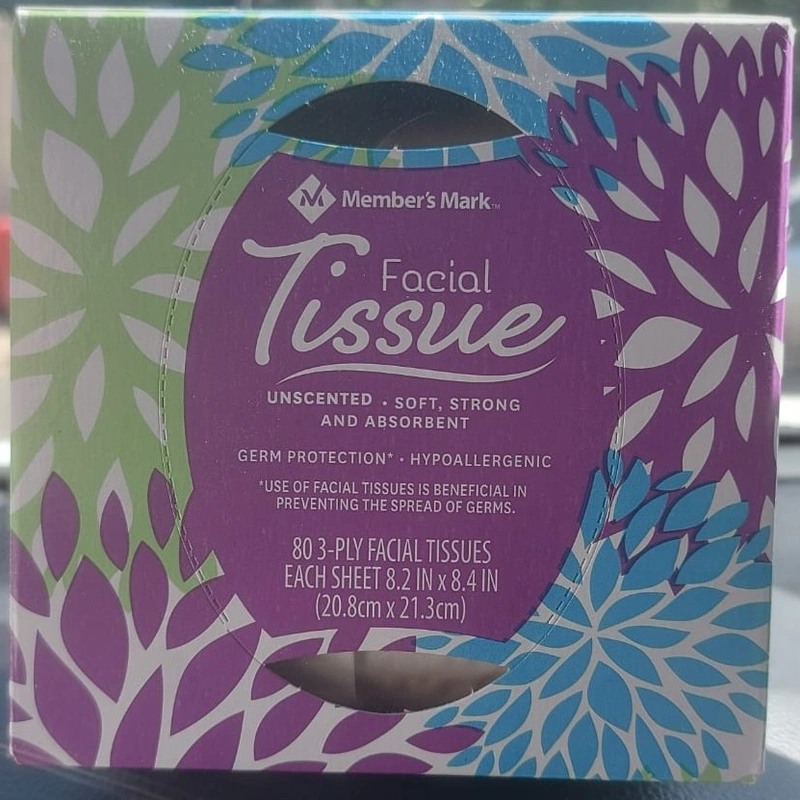 Member's Mark™
Facial
Tissue
UNSCENTED · SOFT, STRONG
AND ABSORBENT
GERM PROTECTION* · HYPOALLERGENIC
*USE OF FACIAL TISSUES IS BENEFICIAL IN
PREVENTING THE SPREAD OF GERMS.
80 3-PLY FACIAL TISSUES
EACH SHEET 8.2 IN x 8.4 IN
(20.8cm x 21.3cm)